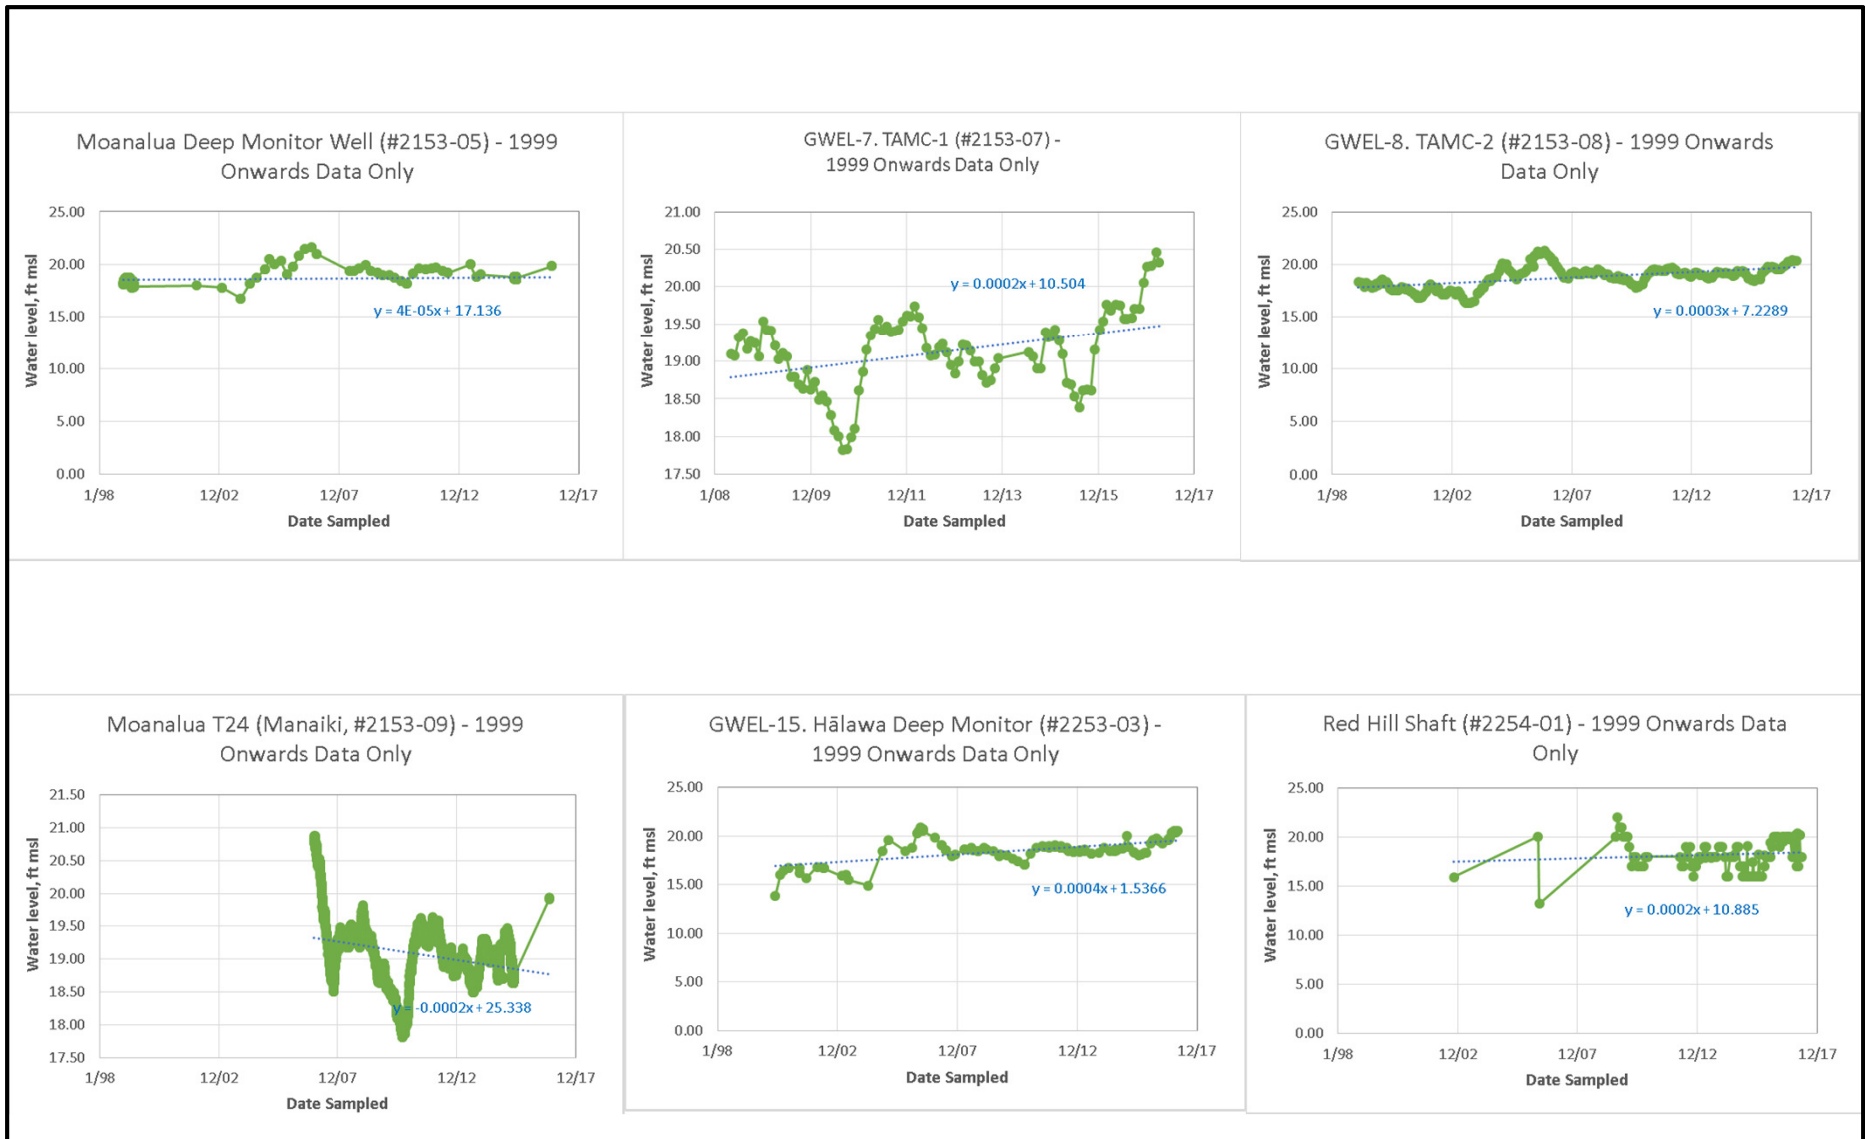 Moanalua Deep Monitor Well (#2153-05) - 1999
Onwards Data Only
Water level, ft msl
25.00
20.00
15.00
10.00
5.00
0.00
y = 4E-05x + 17.136
1/98 12/02 12/07 12/12 12/17
Date Sampled
GWEL-7. TAMC-1 (#2153-07) -
1999 Onwards Data Only
Water level, ft msl
21.00
20.50
20.00
19.50
19.00
18.50
18.00
17.50
y = 0.0002x + 10.504
1/08 12/09 12/11 12/13 12/15 12/17
Date Sampled
GWEL-8. TAMC-2 (#2153-08) - 1999 Onwards
Data Only
Water level, ft msl
25.00
20.00
15.00
10.00
5.00
0.00
y = 0.0003x + 7.2289
1/98 12/02 12/07 12/12 12/17
Date Sampled
Moanalua T24 (Manaiki, #2153-09) - 1999
Onwards Data Only
Water level, ft msl
21.50
21.00
20.50
20.00
19.50
19.00
18.50
18.00
17.50
y = -0.0002x + 25.338
1/98 12/02 12/07 12/12 12/17
Date Sampled
GWEL-15. Hālawa Deep Monitor (#2253-03) -
1999 Onwards Data Only
Water level, ft msl
25.00
20.00
15.00
10.00
5.00
0.00
y = 0.0004x + 1.5366
1/98 12/02 12/07 12/12 12/17
Date Sampled
Red Hill Shaft (#2254-01) - 1999 Onwards Data
Only
Water level, ft msl
25.00
20.00
15.00
10.00
5.00
0.00
y = 0.0002x + 10.885
1/98 12/02 12/07 12/12 12/17
Date Sampled